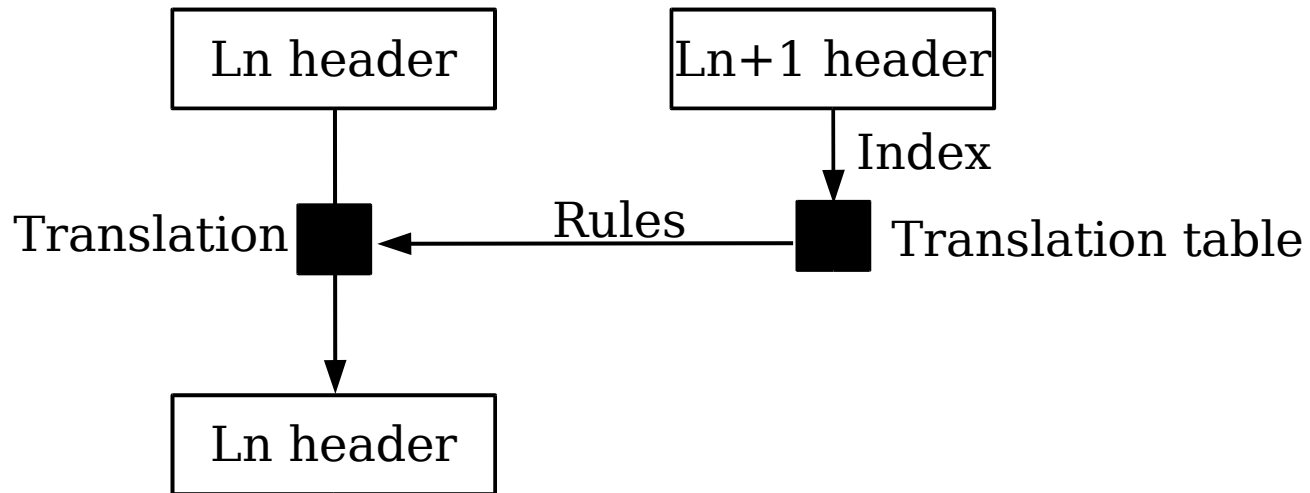 Ln header
Ln+1 header
Index
Translation
Rules
Translation table
Ln header